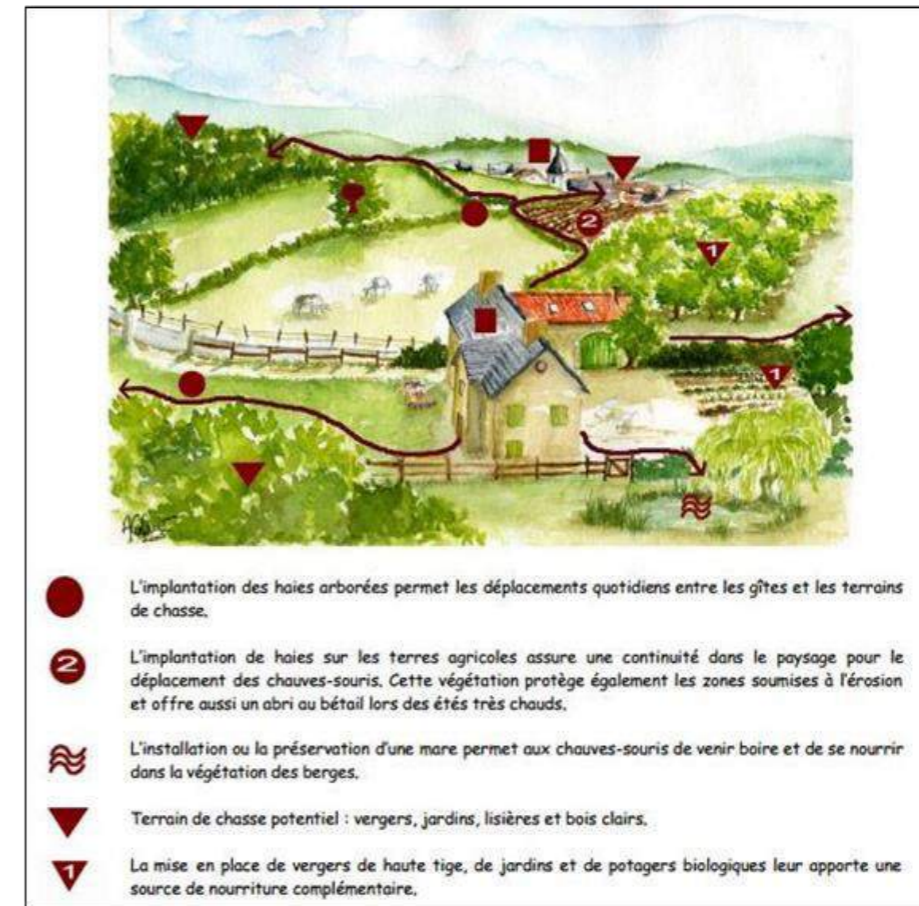 2
1
1
L'implantation des haies arborées permet les déplacements quotidiens entre les gîtes et les terrains
de chasse.
2
L'implantation de haies sur les terres agricoles assure une continuité dans le paysage pour le
déplacement des chauves-souris. Cette végétation protège également les zones soumises à l'érosion
et offre aussi un abri au bétail lors des étés très chauds.
L'installation ou la préservation d'une mare permet aux chauves-souris de venir boire et de se nourrir
dans la végétation des berges.
Terrain de chasse potentiel : vergers, jardins, lisières et bois clairs.
1
La mise en place de vergers de haute tige, de jardins et de potagers biologiques leur apporte une
source de nourriture complémentaire.